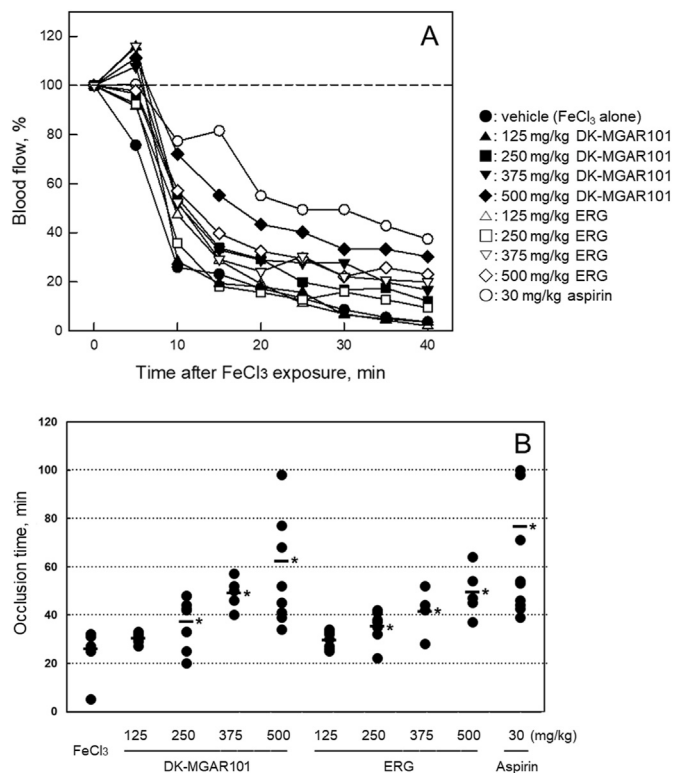 A
120
100
80
60
40
20
0
Blood flow, %
0 10 20 30 40
Time after FeCl3 exposure, min
●: vehicle (FeCl3 alone)
▲: 125 mg/kg DK-MGAR101
■: 250 mg/kg DK-MGAR101
▼: 375 mg/kg DK-MGAR101
◆: 500 mg/kg DK-MGAR101
△: 125 mg/kg ERG
□: 250 mg/kg ERG
▽: 375 mg/kg ERG
◇: 500 mg/kg ERG
○: 30 mg/kg aspirin
B
120
100
80
60
40
20
0
Occlusion time, min
* * * * * * *
125 250 375 500 125 250 375 500 30 (mg/kg)
FeCl3 DK-MGAR101 ERG Aspirin